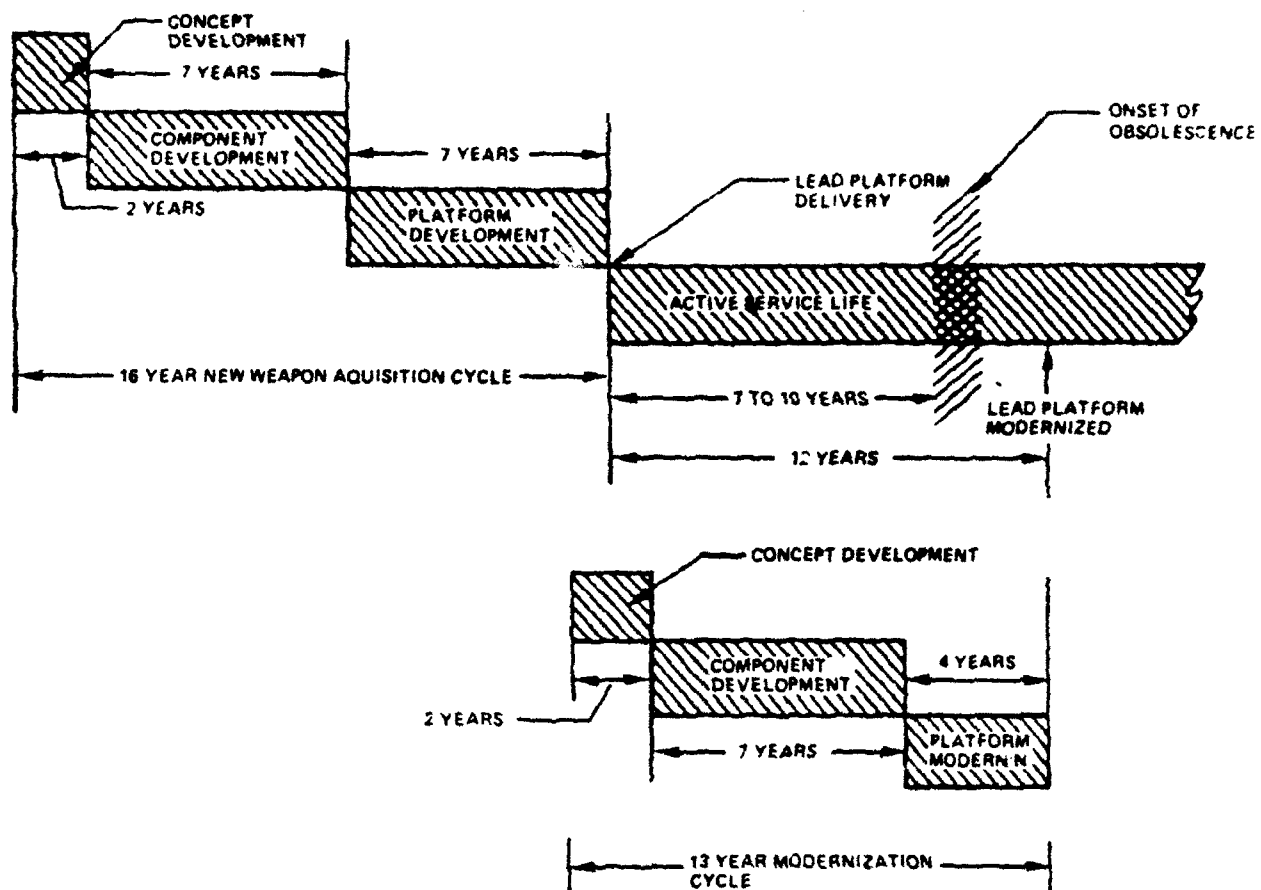 CONCEPT
DEVELOPMENT
7 YEARS
COMPONENT
DEVELOPMENT
2 YEARS
7 YEARS
PLATFORM
DEVELOPMENT
ONSET OF
OBSOLESCENCE
LEAD PLATFORM
DELIVERY
ACTIVE SERVICE LIFE
16 YEAR NEW WEAPON AQUISITION CYCLE
7 TO 10 YEARS
LEAD PLATFORM
MODERNIZED
12 YEARS
CONCEPT DEVELOPMENT
COMPONENT
DEVELOPMENT
4 YEARS
2 YEARS
7 YEARS
PLATFORM
MODERN'N
13 YEAR MODERNIZATION
CYCLE